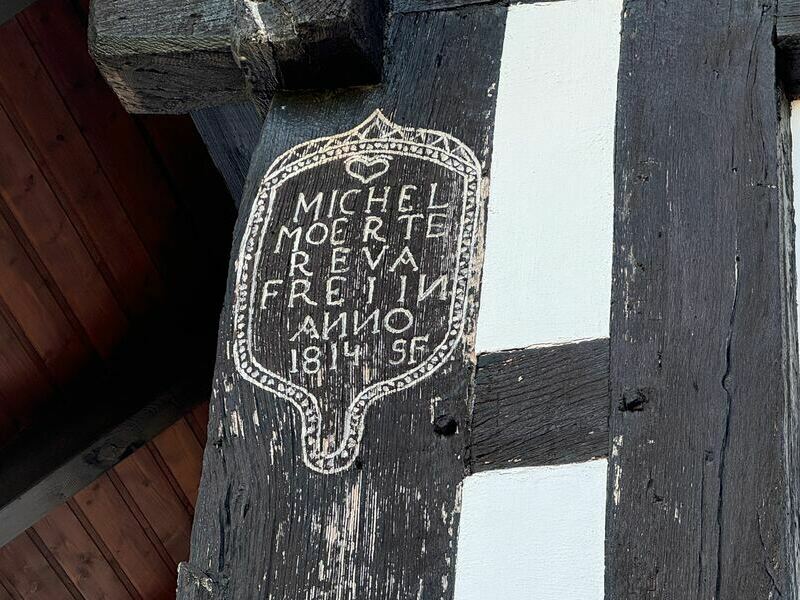 MICHEL
MOERTE
REVA
FREIIN
ANNO
1814 SF